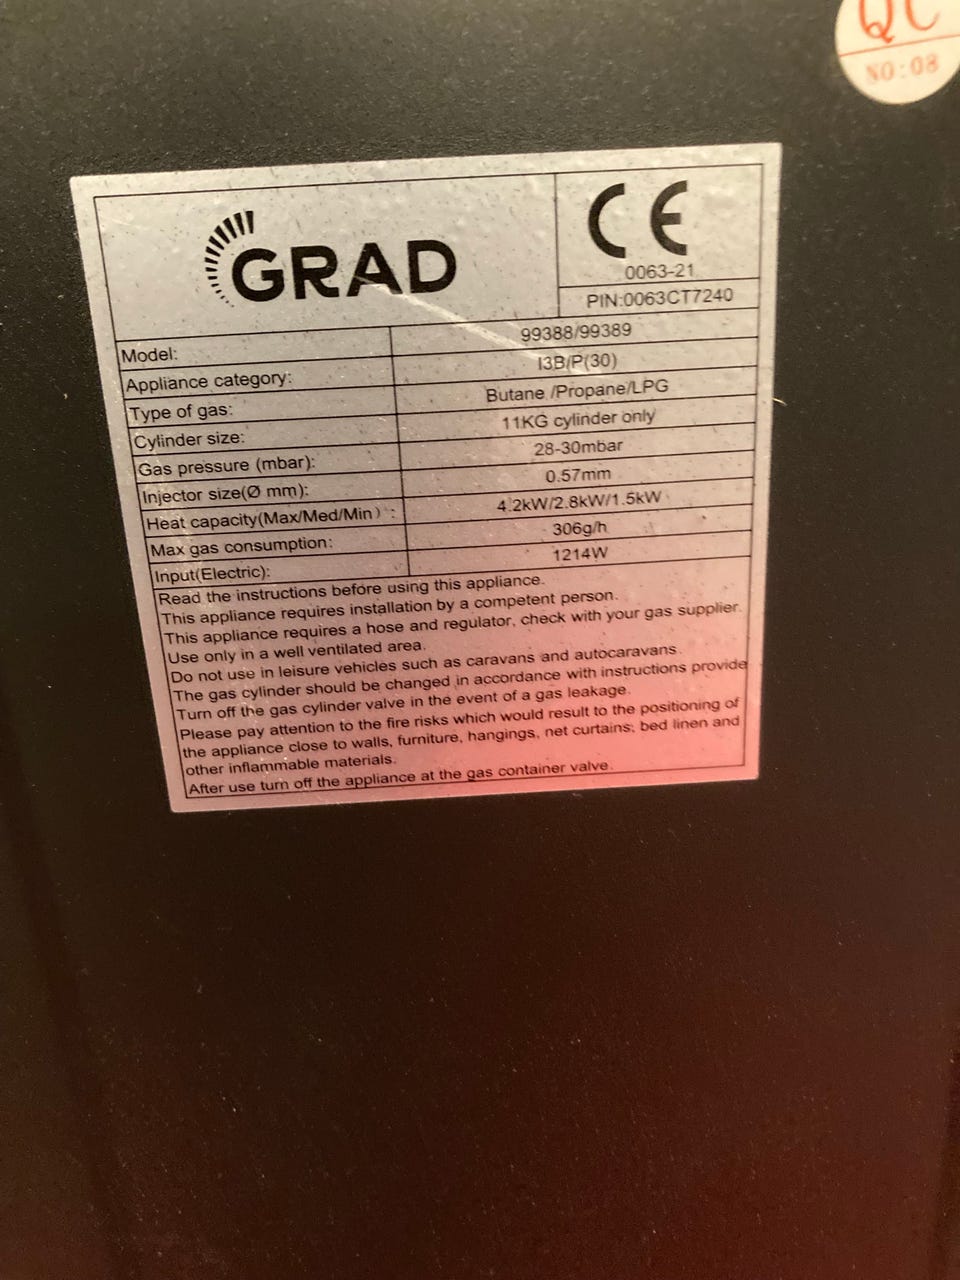 QC
NO:08
GRAD
CE
0063-21
PIN:0063CT7240
Model: 99388/99389
Appliance category: I3B/P(30)
Type of gas: Butane /Propane/LPG
Cylinder size: 11KG cylinder only
Gas pressure (mbar): 28-30mbar
Injector size(Ø mm): 0.57mm
Heat capacity(Max/Med/Min) : 4.2kW/2.8kW/1.5kW
Max gas consumption: 306g/h
Input(Electric): 1214W
Read the instructions before using this appliance.
This appliance requires installation by a competent person.
This appliance requires a hose and regulator, check with your gas supplier.
Use only in a well ventilated area.
Do not use in leisure vehicles such as caravans and autocaravans.
The gas cylinder should be changed in accordance with instructions provide
Turn off the gas cylinder valve in the event of a gas leakage.
Please pay attention to the fire risks which would result to the positioning of
the appliance close to walls, furniture, hangings, net curtains, bed linen and
other inflammable materials.
After use turn off the appliance at the gas container valve.